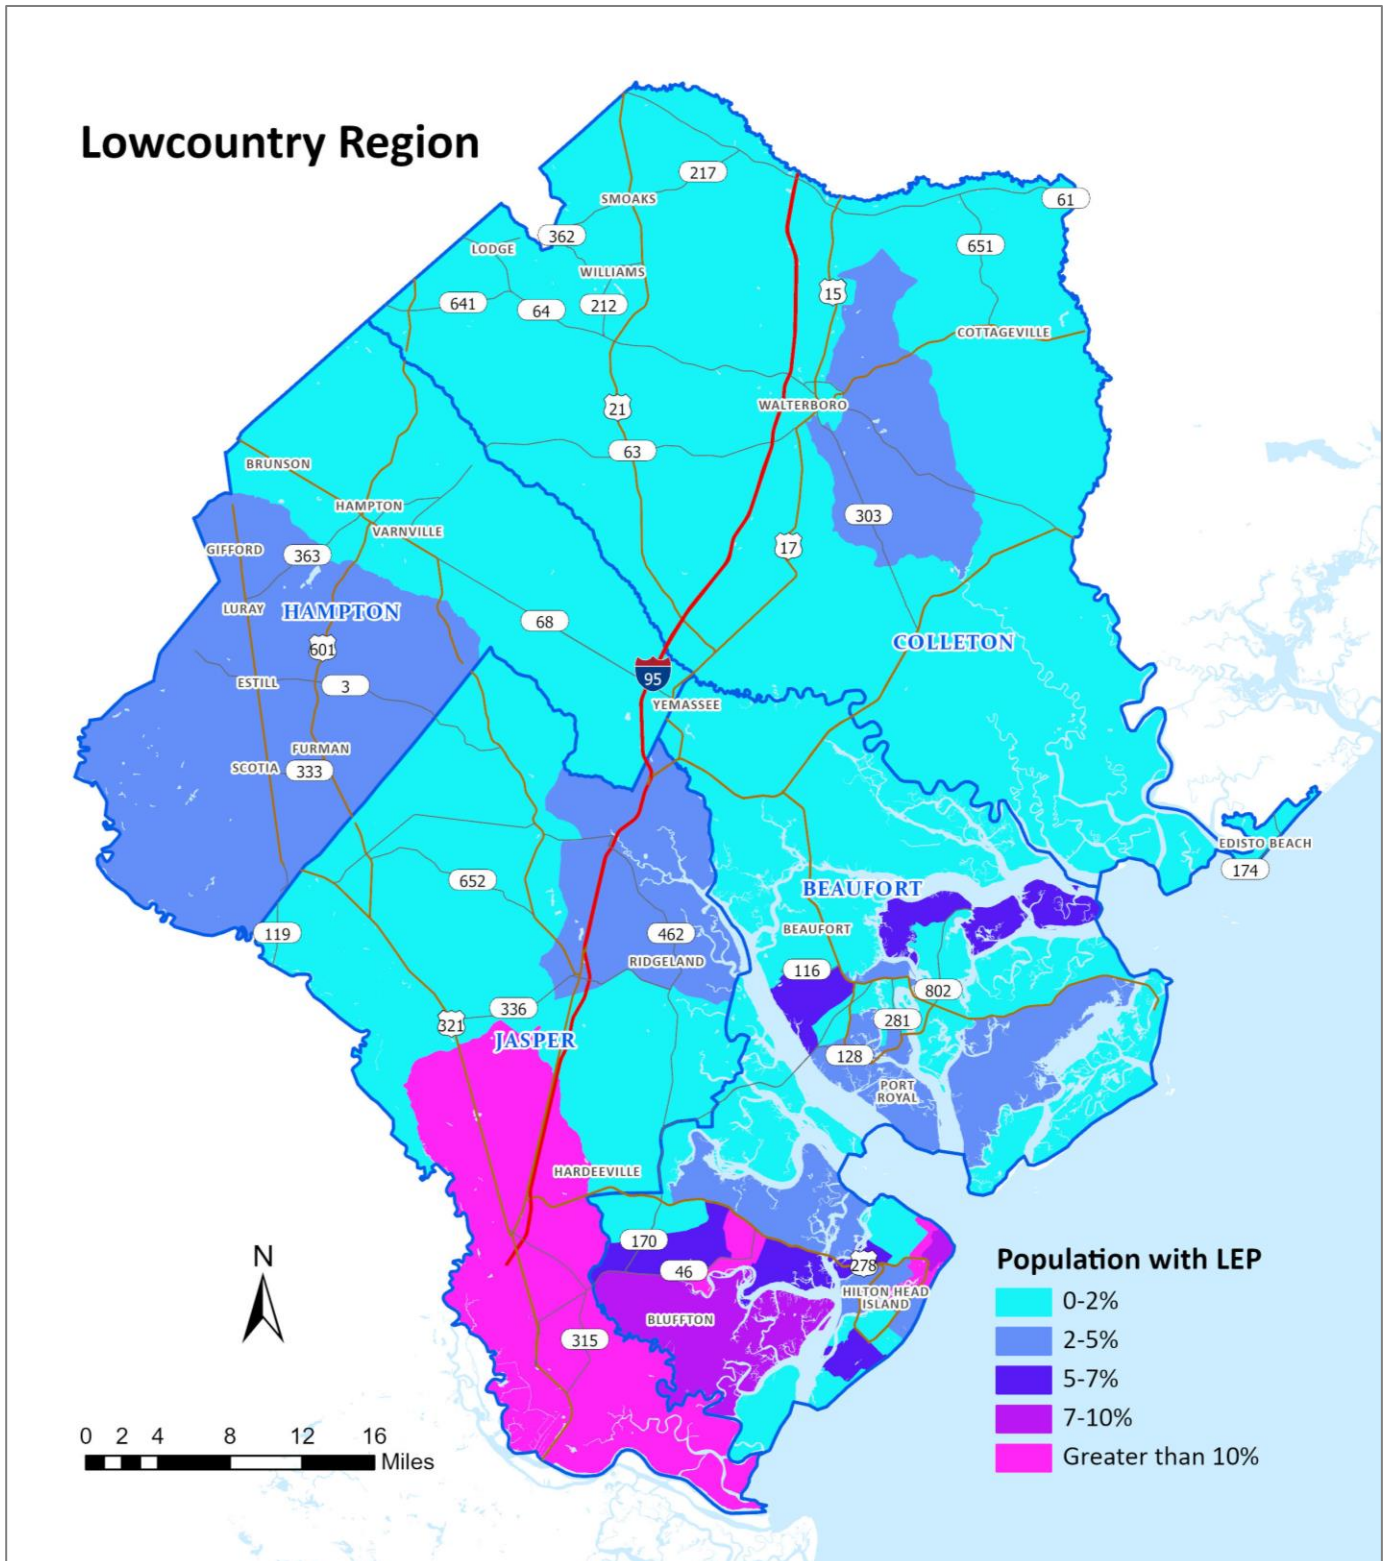 Lowcountry Region
217
SMOAKS
61
362
651
LODGE
WILLIAMS
15
641
64
212
COTTAGEVILLE
21
WALTERBORO
63
BRUNSON
HAMPTON
303
VARNVILLE
GIFFORD
363
17
LURAY
HAMPTON
68
COLLETON
601
ESTILL
3
95
YEMASSEE
FURMAN
SCOTIA
333
EDISTO BEACH
174
652
BEAUFORT
BEAUFORT
119
462
RIDGELAND
116
802
336
321
281
JASPER
128
PORT
ROYAL
HARDEEVILLE
170
46
278
HILTON HEAD
ISLAND
BLUFFTON
315
N
0 2 4 8 12 16
Miles
Population with LEP
0-2%
2-5%
5-7%
7-10%
Greater than 10%